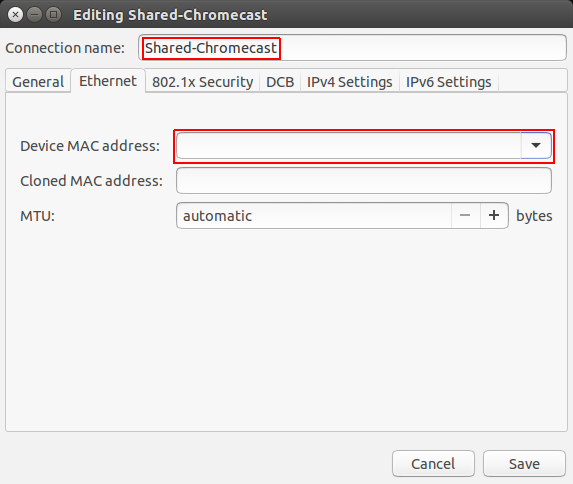 Editing Shared-Chromecast
Connection name: Shared-Chromecast
General Ethernet 802.1x Security DCB IPv4 Settings IPv6 Settings
Device MAC address:
Cloned MAC address:
MTU: automatic − + bytes
Cancel Save